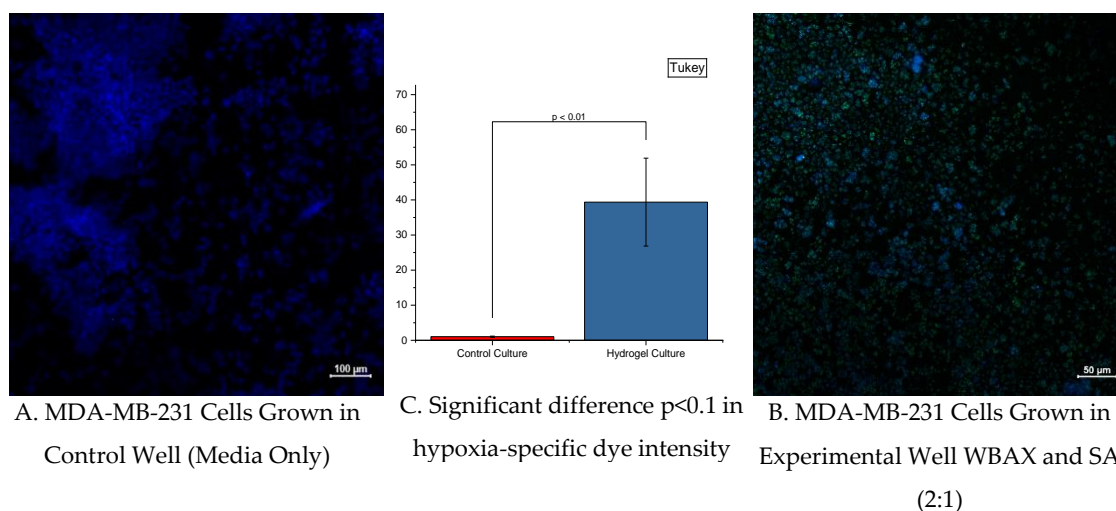 100 µm
Tukey
p < 0.01
70
60
50
40
30
20
10
0
Control Culture
Hydrogel Culture
50 µm
A. MDA-MB-231 Cells Grown in
Control Well (Media Only)
C. Significant difference p<0.1 in
hypoxia-specific dye intensity
B. MDA-MB-231 Cells Grown in
Experimental Well WBAX and SA
(2:1)